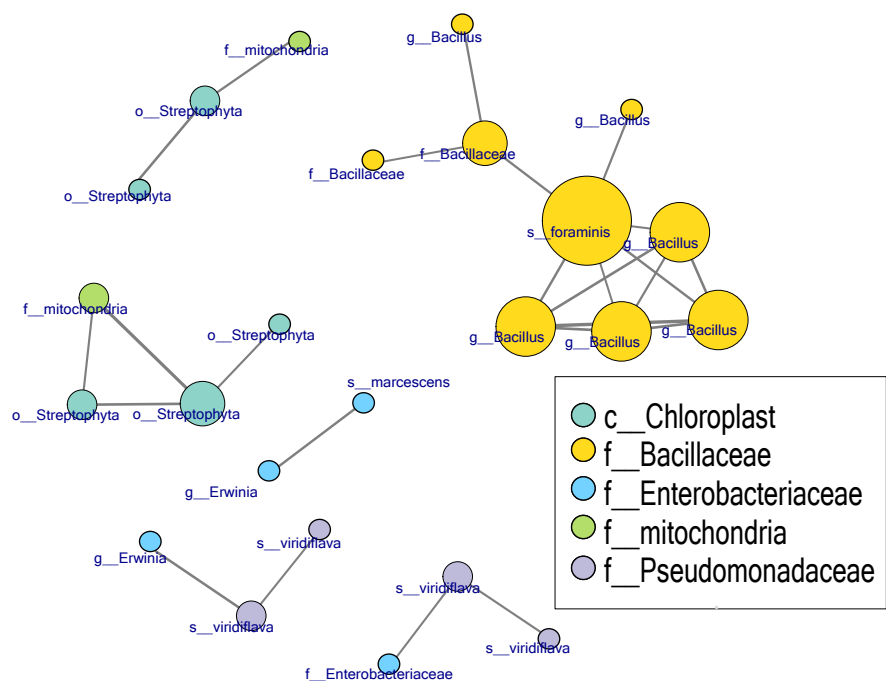 f__mitochondria
g__Bacillus
o__Streptophyta
g__Bacillus
f__Bacillaceae
f__Bacillaceae
o__Streptophyta
s__foraminis
g__Bacillus
f__mitochondria
o__Streptophyta
g__Bacillus
g__Bacillus
g__Bacillus
s__marcescens
o__Streptophyta
o__Streptophyta
g__Erwinia
c__Chloroplast
f__Bacillaceae
f__Enterobacteriaceae
f__mitochondria
f__Pseudomonadaceae
g__Erwinia
s__viridiflava
s__viridiflava
s__viridiflava
s__viridiflava
f__Enterobacteriaceae